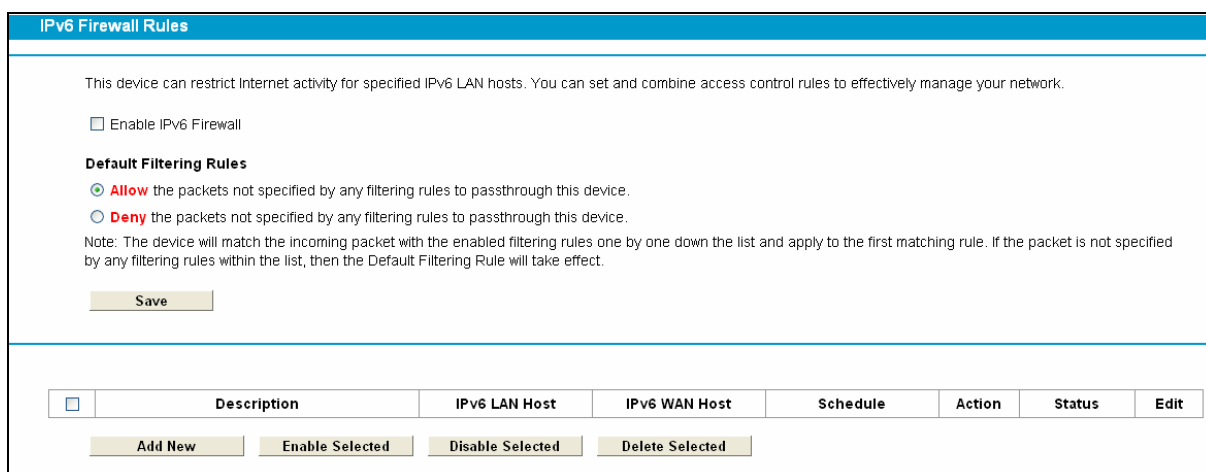 IPv6 Firewall Rules
This device can restrict Internet activity for specified IPv6 LAN hosts. You can set and combine access control rules to effectively manage your network.
Enable IPv6 Firewall
Default Filtering Rules
Allow the packets not specified by any filtering rules to passthrough this device.
Deny the packets not specified by any filtering rules to passthrough this device.
Note: The device will match the incoming packet with the enabled filtering rules one by one down the list and apply to the first matching rule. If the packet is not specified
by any filtering rules within the list, then the Default Filtering Rule will take effect.
Save
Description IPv6 LAN Host IPv6 WAN Host Schedule Action Status Edit
Add New Enable Selected Disable Selected Delete Selected